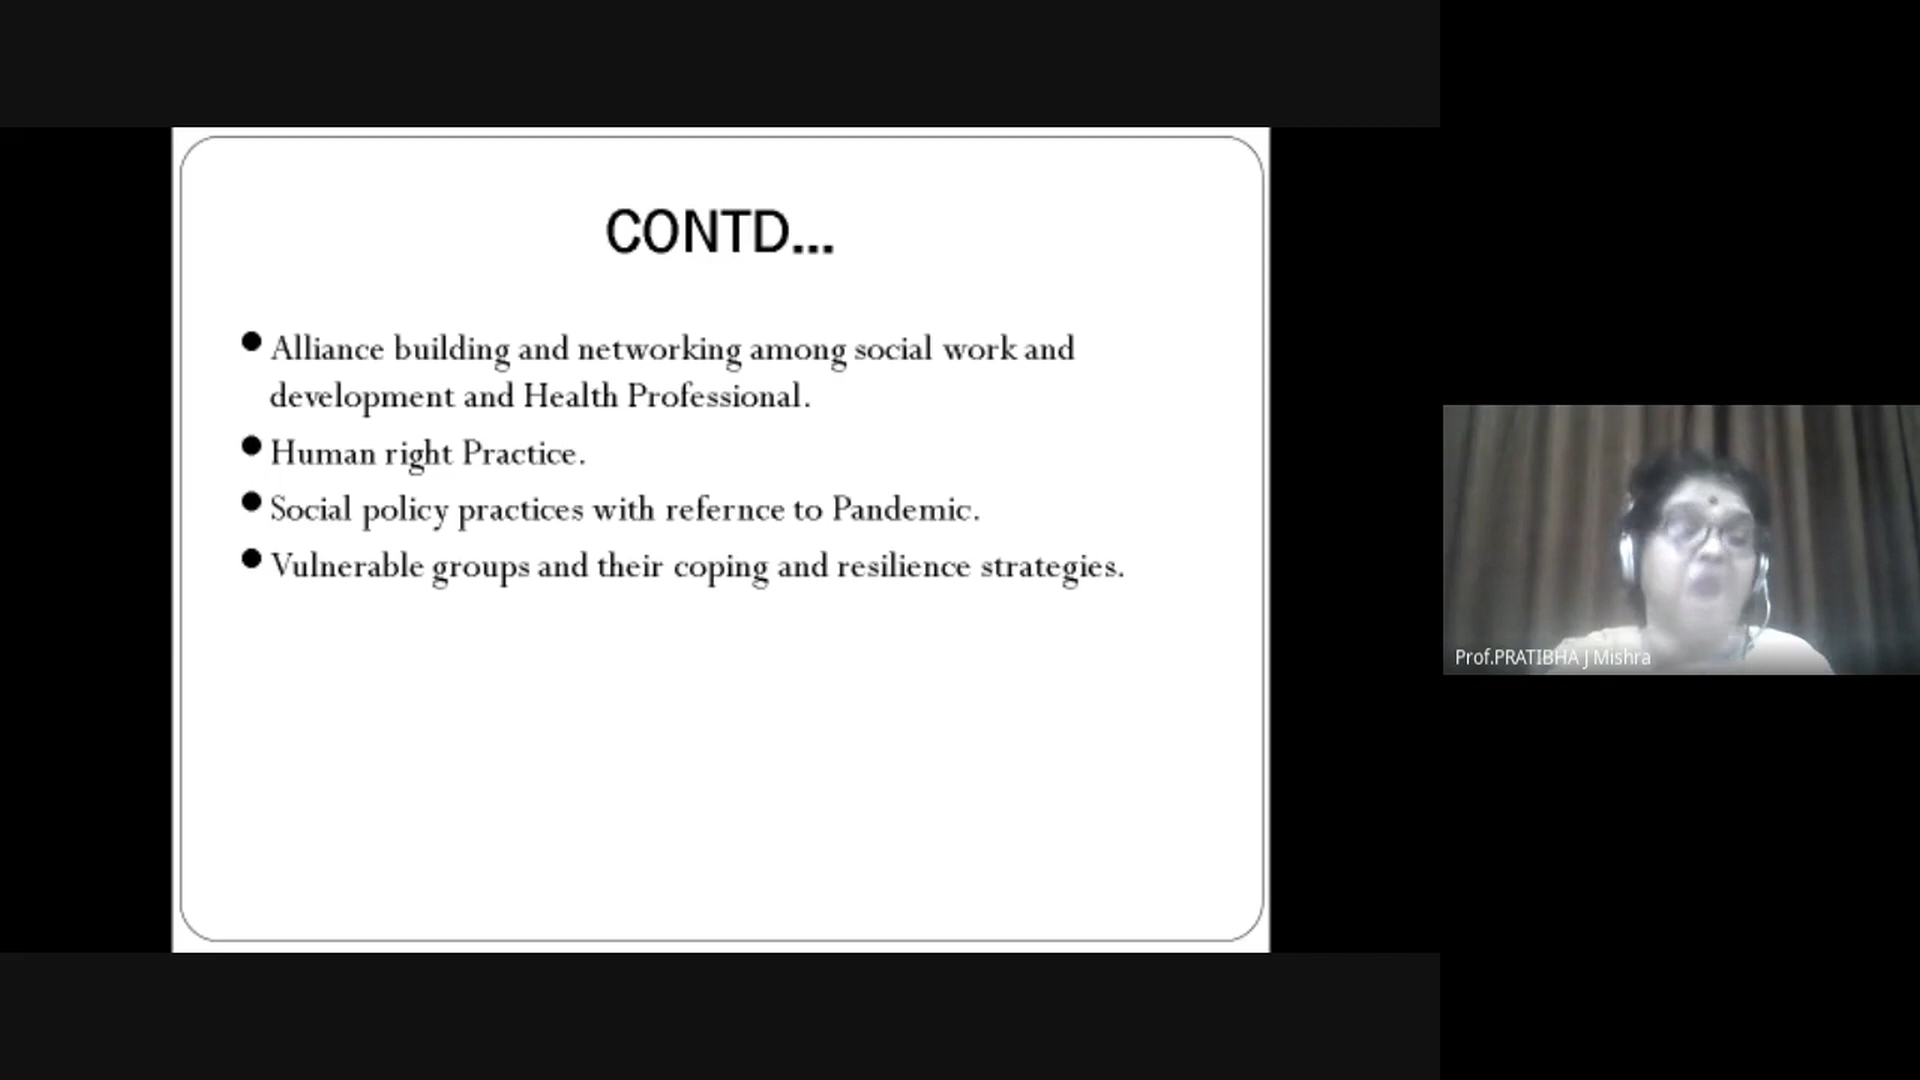 CONTD...
● Alliance building and networking among social work and
development and Health Professional.
● Human right Practice.
● Social policy practices with refernce to Pandemic.
● Vulnerable groups and their coping and resilience strategies.
Prof.PRATIBHA J Mishra